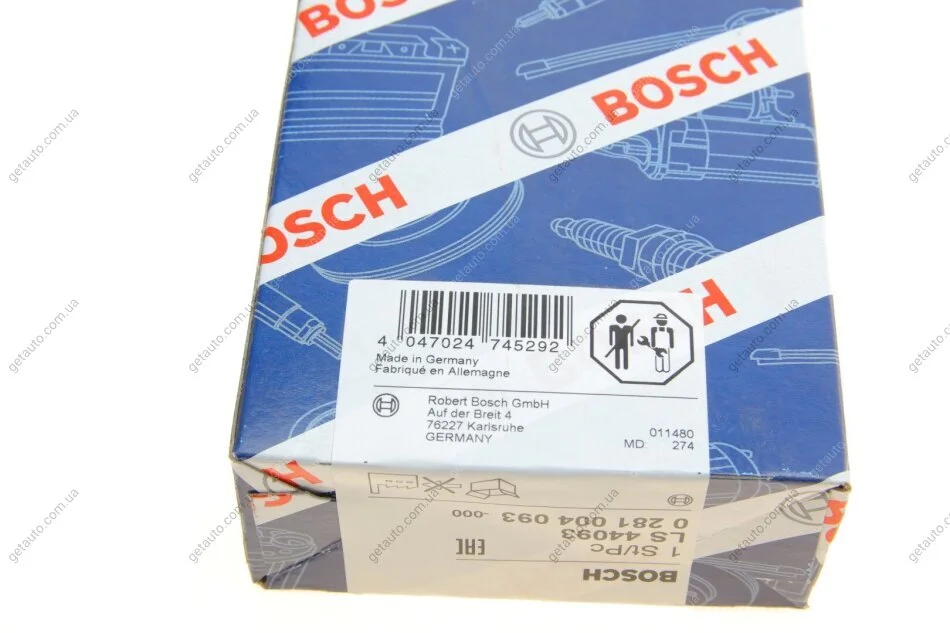 BOSCH
BOSCH
BOSCH
4 047024 745292
Made in Germany
Fabriqué en Allemagne
Robert Bosch GmbH
Auf der Breit 4
76227 Karlsruhe
GERMANY
011480
MD 274
BOSCH
1 St/Pc
LS 44093
0 281 004 093 -000
EAC
getauto.com.ua